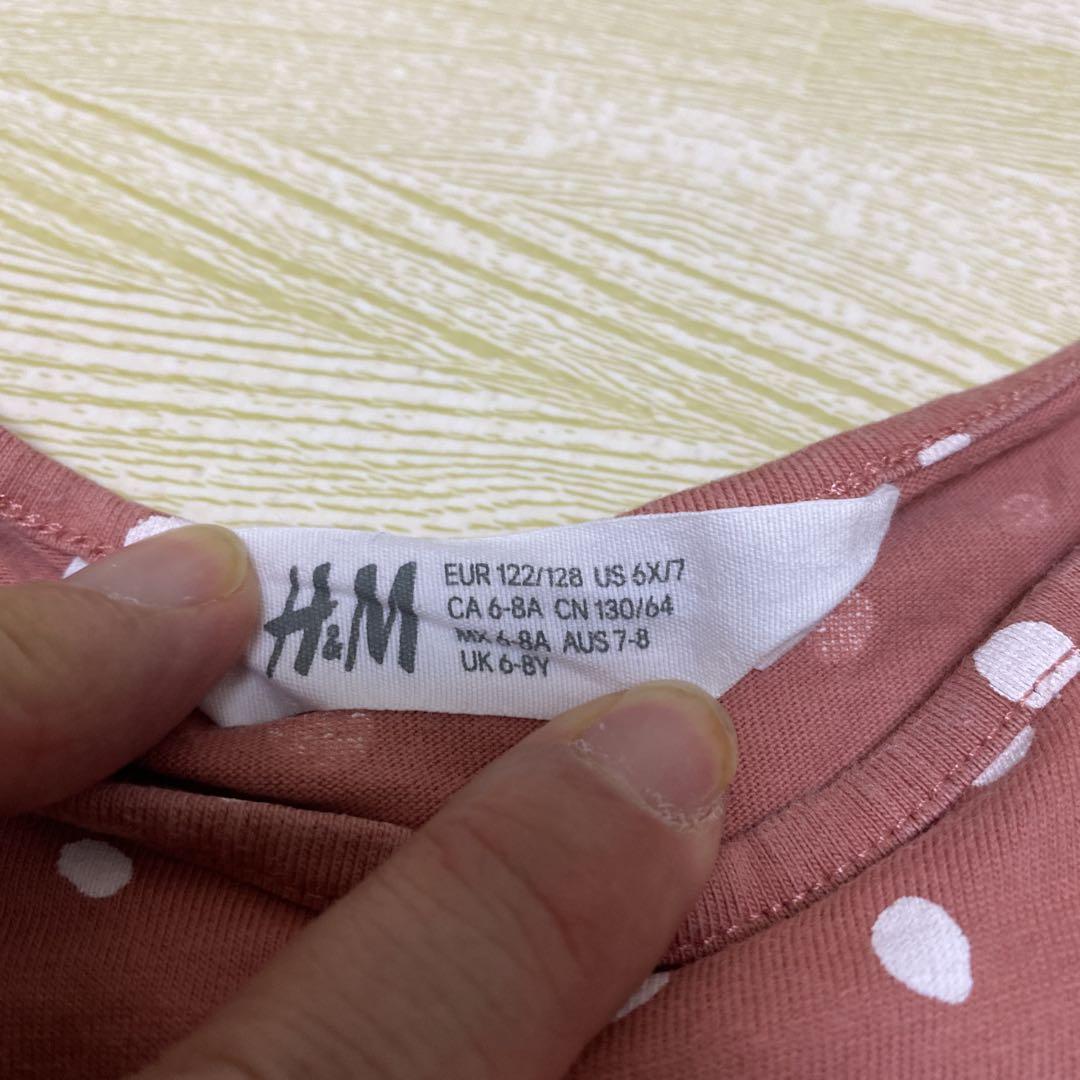 H&M
EUR 122/128 US 6X/7
CA 6-8A CN 130/64
MX 6-8A AUS 7-8
UK 6-8Y